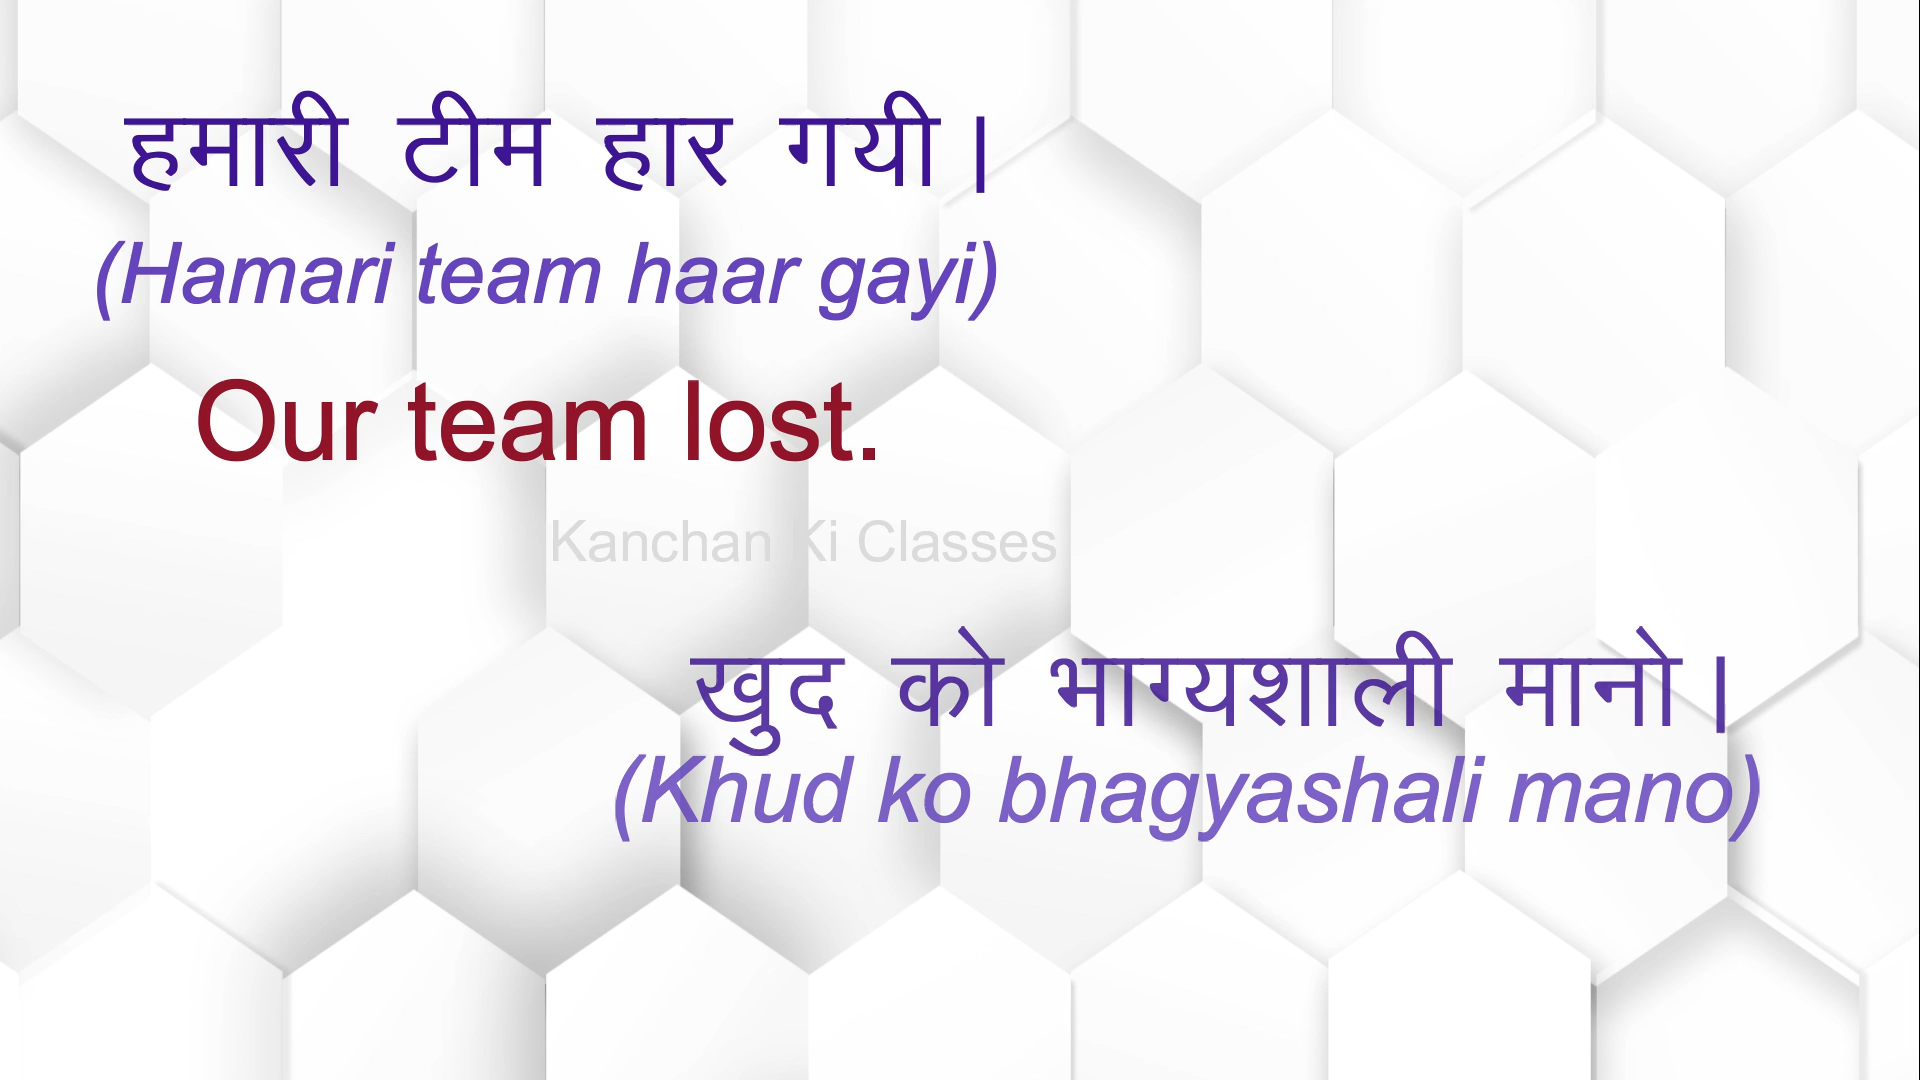 हमारी टीम हार गयी |
(Hamari team haar gayi)
Our team lost.
Kanchan Ki Classes
खुद को भाग्यशाली मानो |
(Khud ko bhagyashali mano)